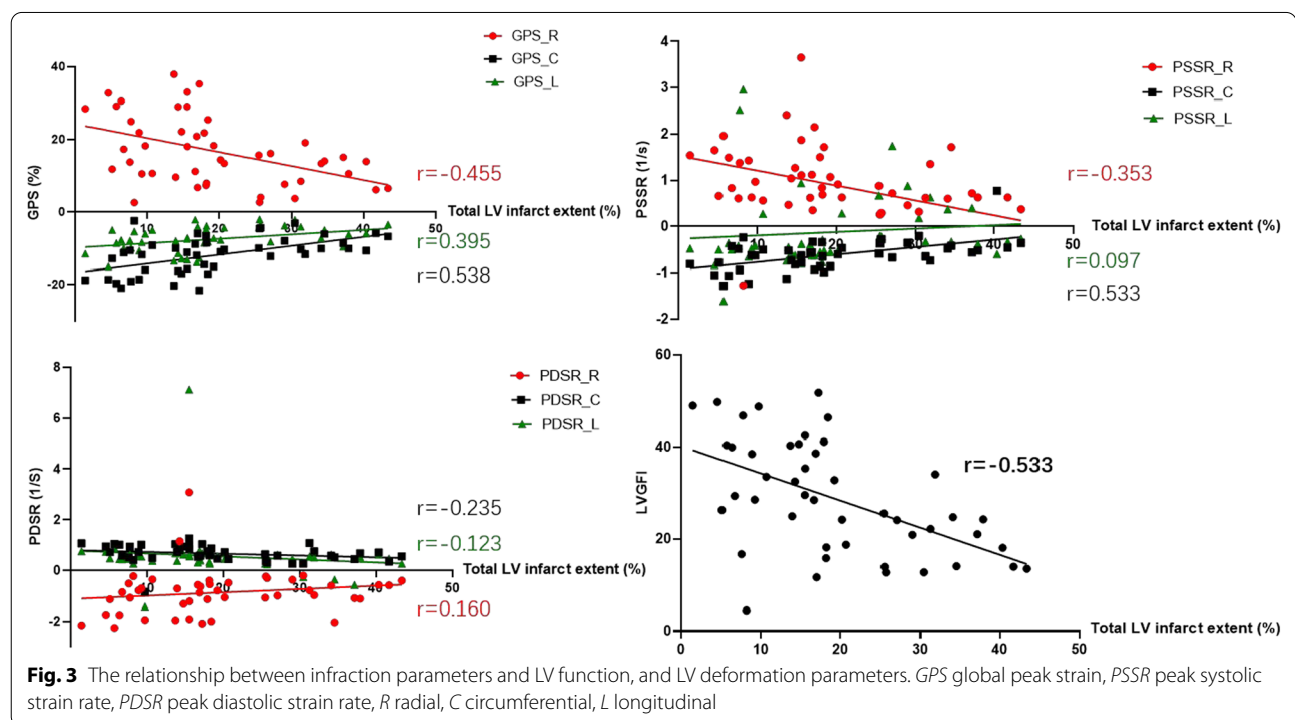 GPS_R
GPS_C
GPS_L
GPS (%)
40
20
0
-20
10
20
30
40
50
Total LV infarct extent (%)
r=-0.455
r=0.395
r=0.538
PSSR_R
PSSR_C
PSSR_L
PSSR (1/s)
4
3
2
1
0
-1
-2
10
20
30
40
50
Total LV infarct extent (%)
r=-0.353
r=0.097
r=0.533
PDSR_R
PDSR_C
PDSR_L
PDSR (1/S)
8
6
4
2
0
-2
10
20
30
40
50
Total LV infarct extent (%)
r=-0.235
r=-0.123
r=0.160
LVGFI
60
40
20
0
0
10
20
30
40
50
Total LV infarct extent (%)
r=-0.533
Fig. 3 The relationship between infraction parameters and LV function, and LV deformation parameters. GPS global peak strain, PSSR peak systolic
strain rate, PDSR peak diastolic strain rate, R radial, C circumferential, L longitudinal